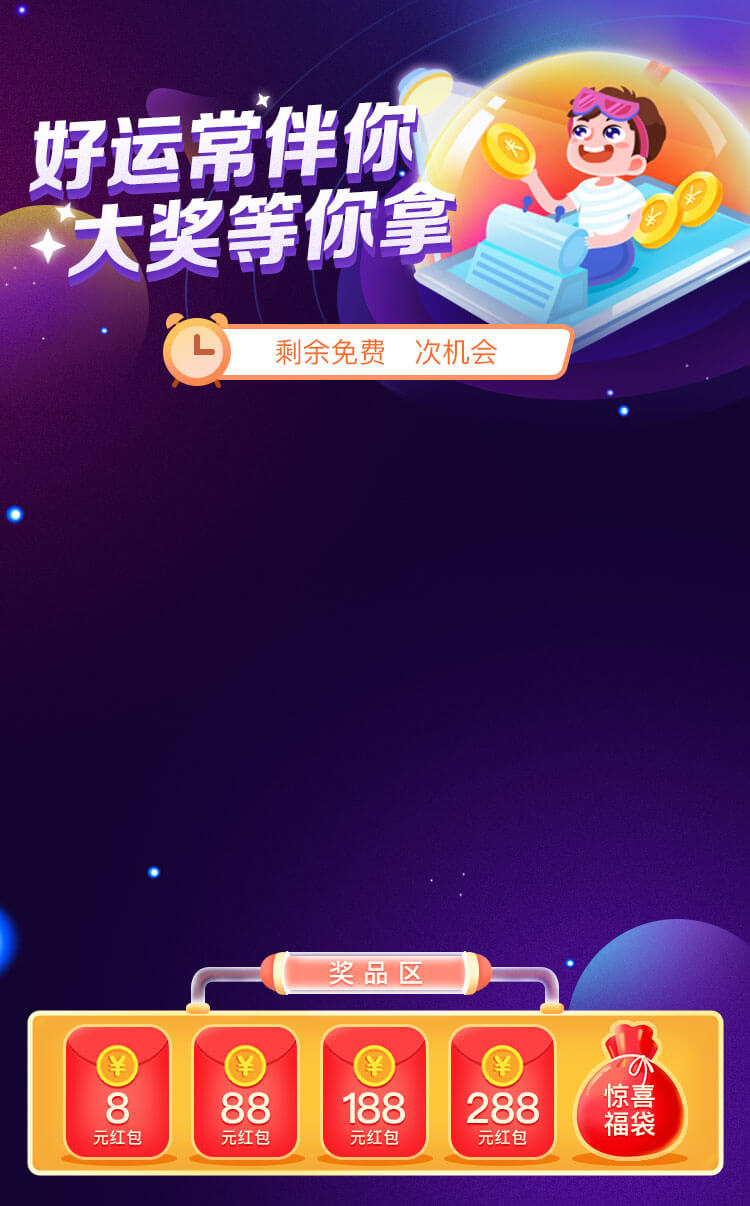 好运常伴你
大奖等你拿
剩余免费 次机会
奖品区
¥ ¥ ¥ ¥
8 88 188 288
元红包 元红包 元红包 元红包
惊喜
福袋